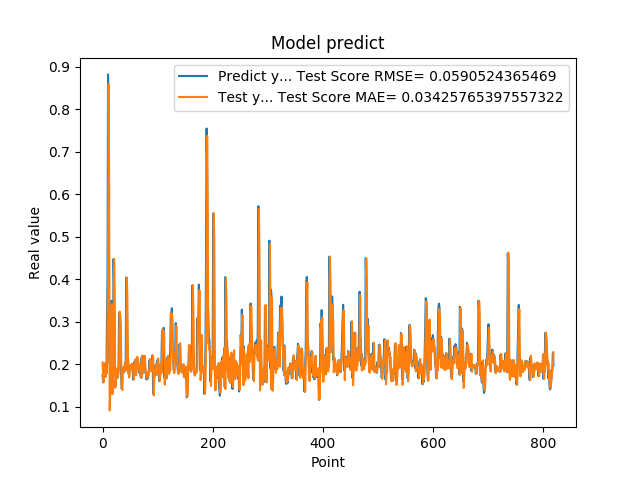 Model predict
Predict y... Test Score RMSE= 0.0590524365469
Test y... Test Score MAE= 0.03425765397557322
Real value
0.9
0.8
0.7
0.6
0.5
0.4
0.3
0.2
0.1
0 200 400 600 800
Point